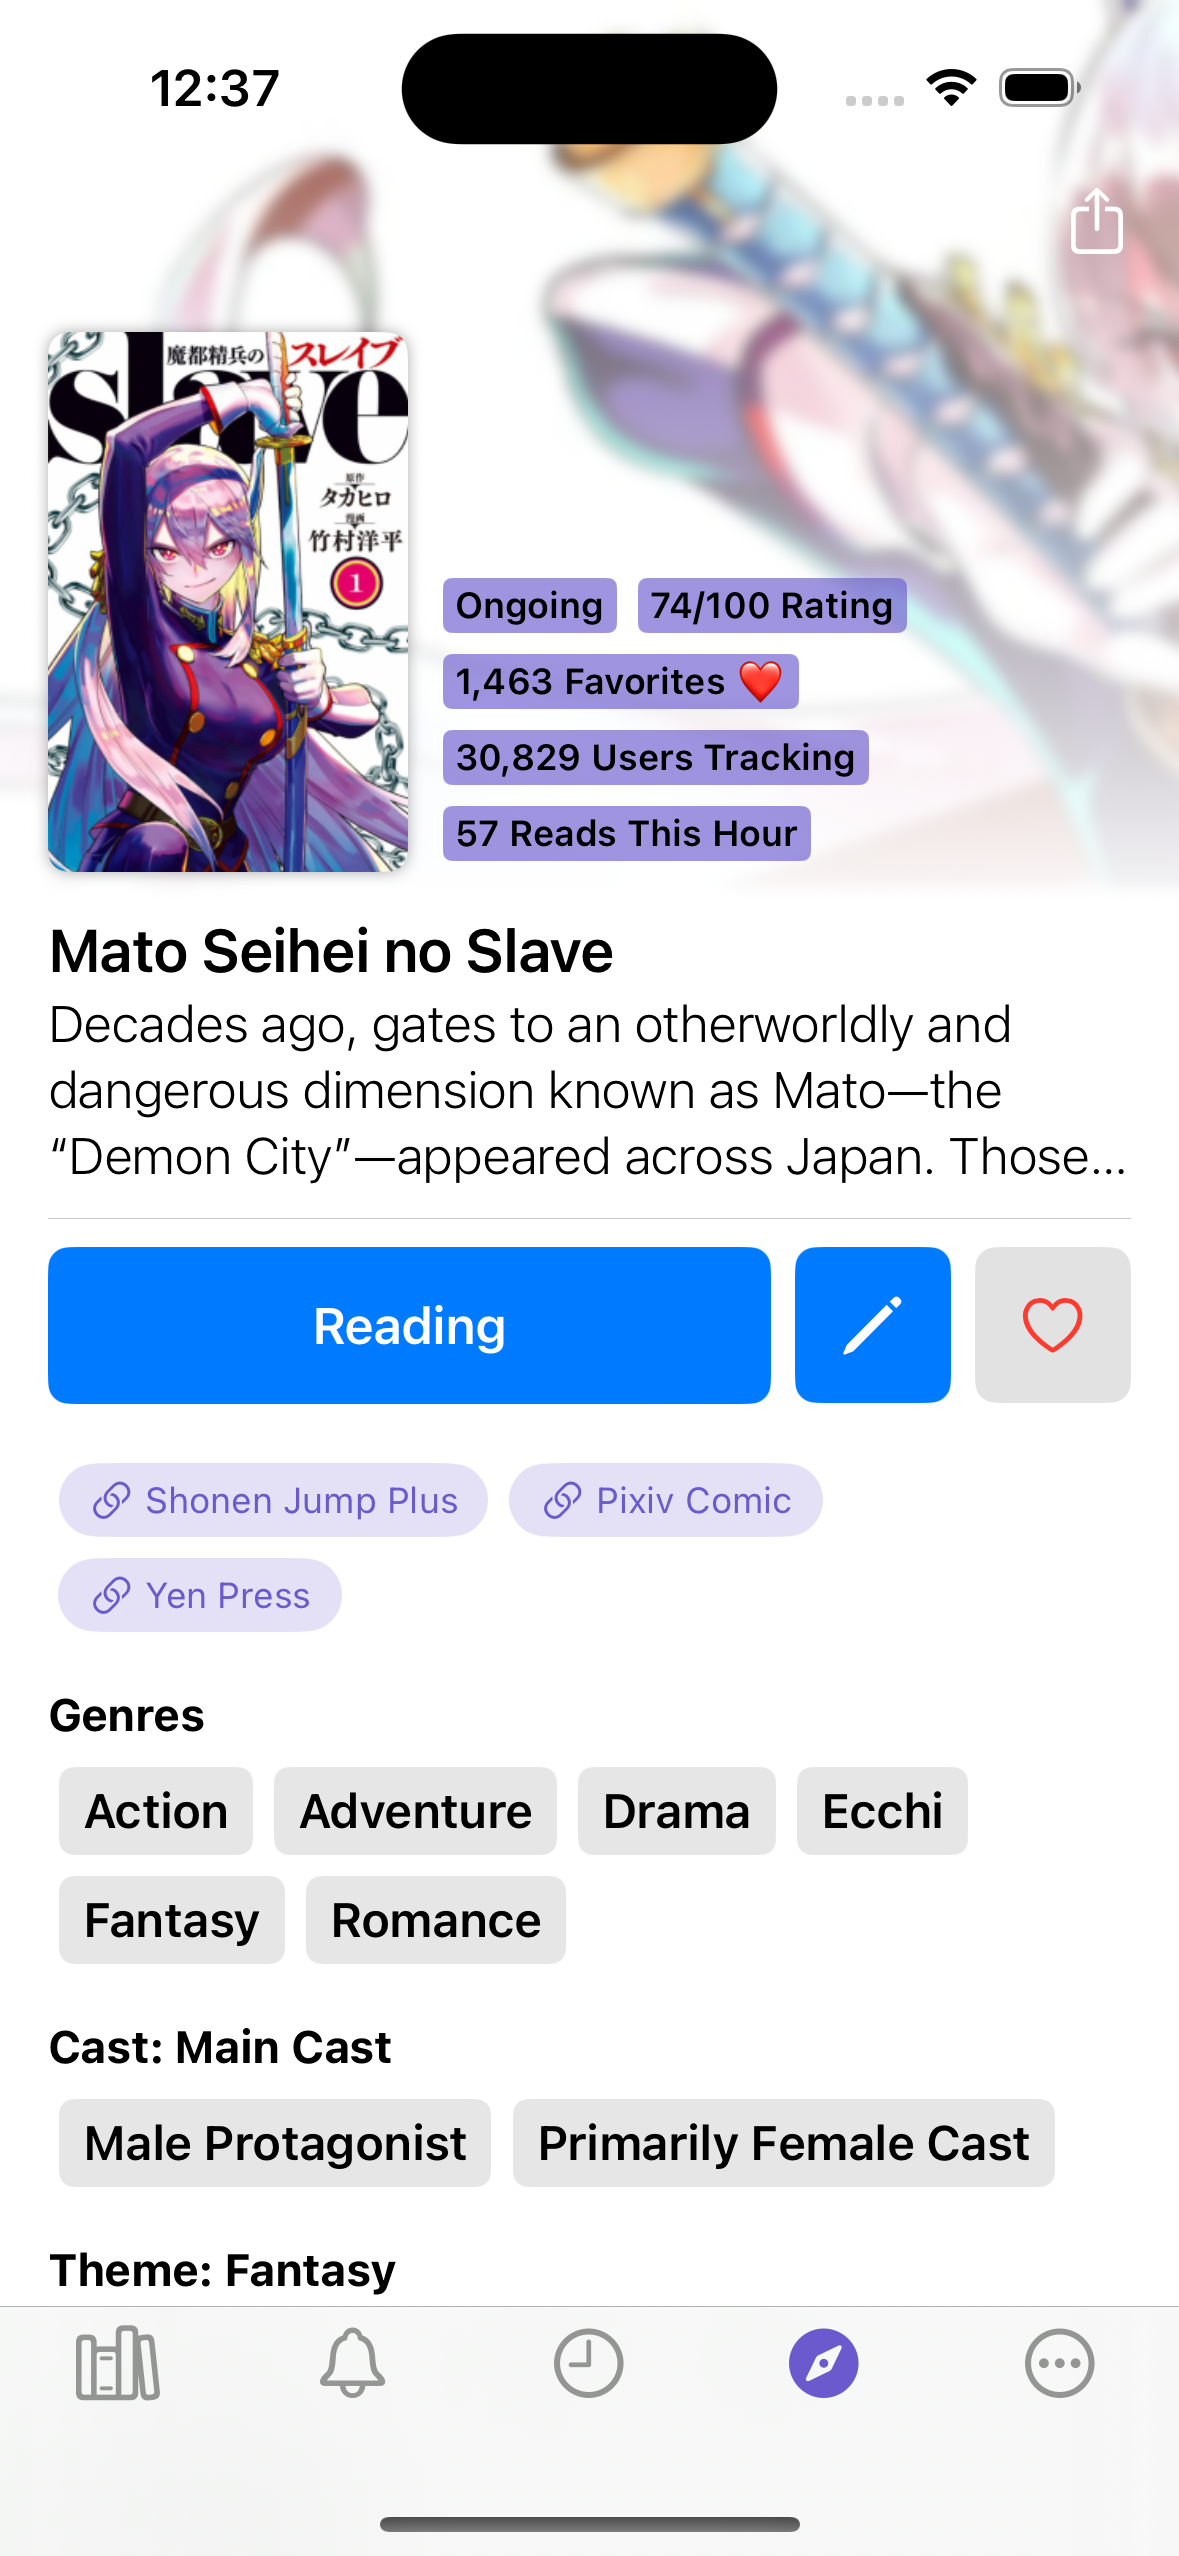 12:37
魔都精兵の
スレイブ
slave
原作
タカヒロ
漫画
竹村洋平
1
Ongoing
74/100 Rating
1,463 Favorites ❤️
30,829 Users Tracking
57 Reads This Hour
Mato Seihei no Slave
Decades ago, gates to an otherworldly and
dangerous dimension known as Mato—the
“Demon City”—appeared across Japan. Those...
Reading
Shonen Jump Plus
Pixiv Comic
Yen Press
Genres
Action
Adventure
Drama
Ecchi
Fantasy
Romance
Cast: Main Cast
Male Protagonist
Primarily Female Cast
Theme: Fantasy